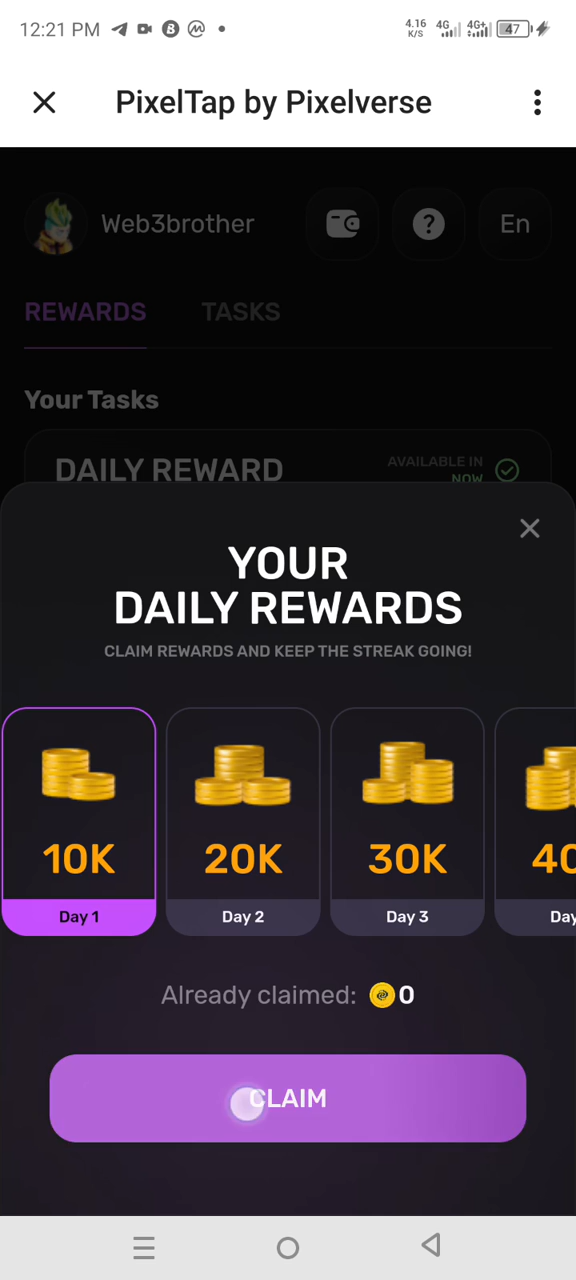 12:21 PM
4.16
K/S
4G
4G+
47
PixelTap by Pixelverse
Web3brother
?
En
REWARDS
TASKS
Your Tasks
DAILY REWARD
AVAILABLE IN
NOW
YOUR
DAILY REWARDS
CLAIM REWARDS AND KEEP THE STREAK GOING!
10K
20K
30K
40
Day 1
Day 2
Day 3
Day
Already claimed: 0
CLAIM